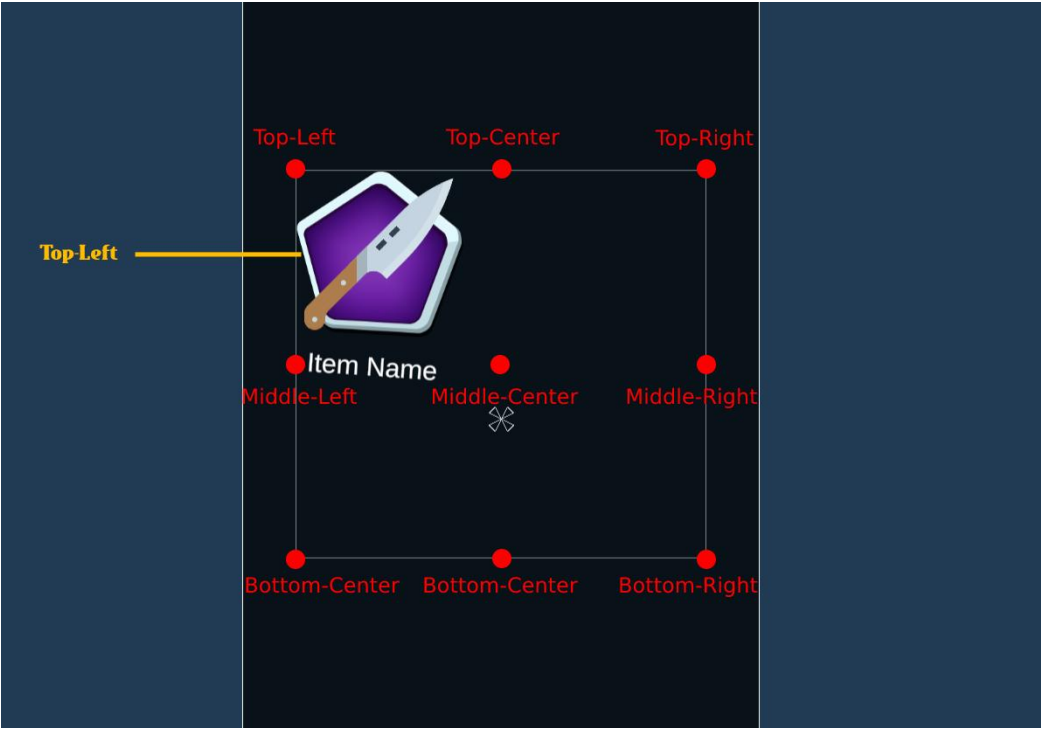 Top-Left
Top-Center
Top-Right
Top-Left
Item Name
Middle-Left
Middle-Center
Middle-Right
Bottom-Center
Bottom-Center
Bottom-Right